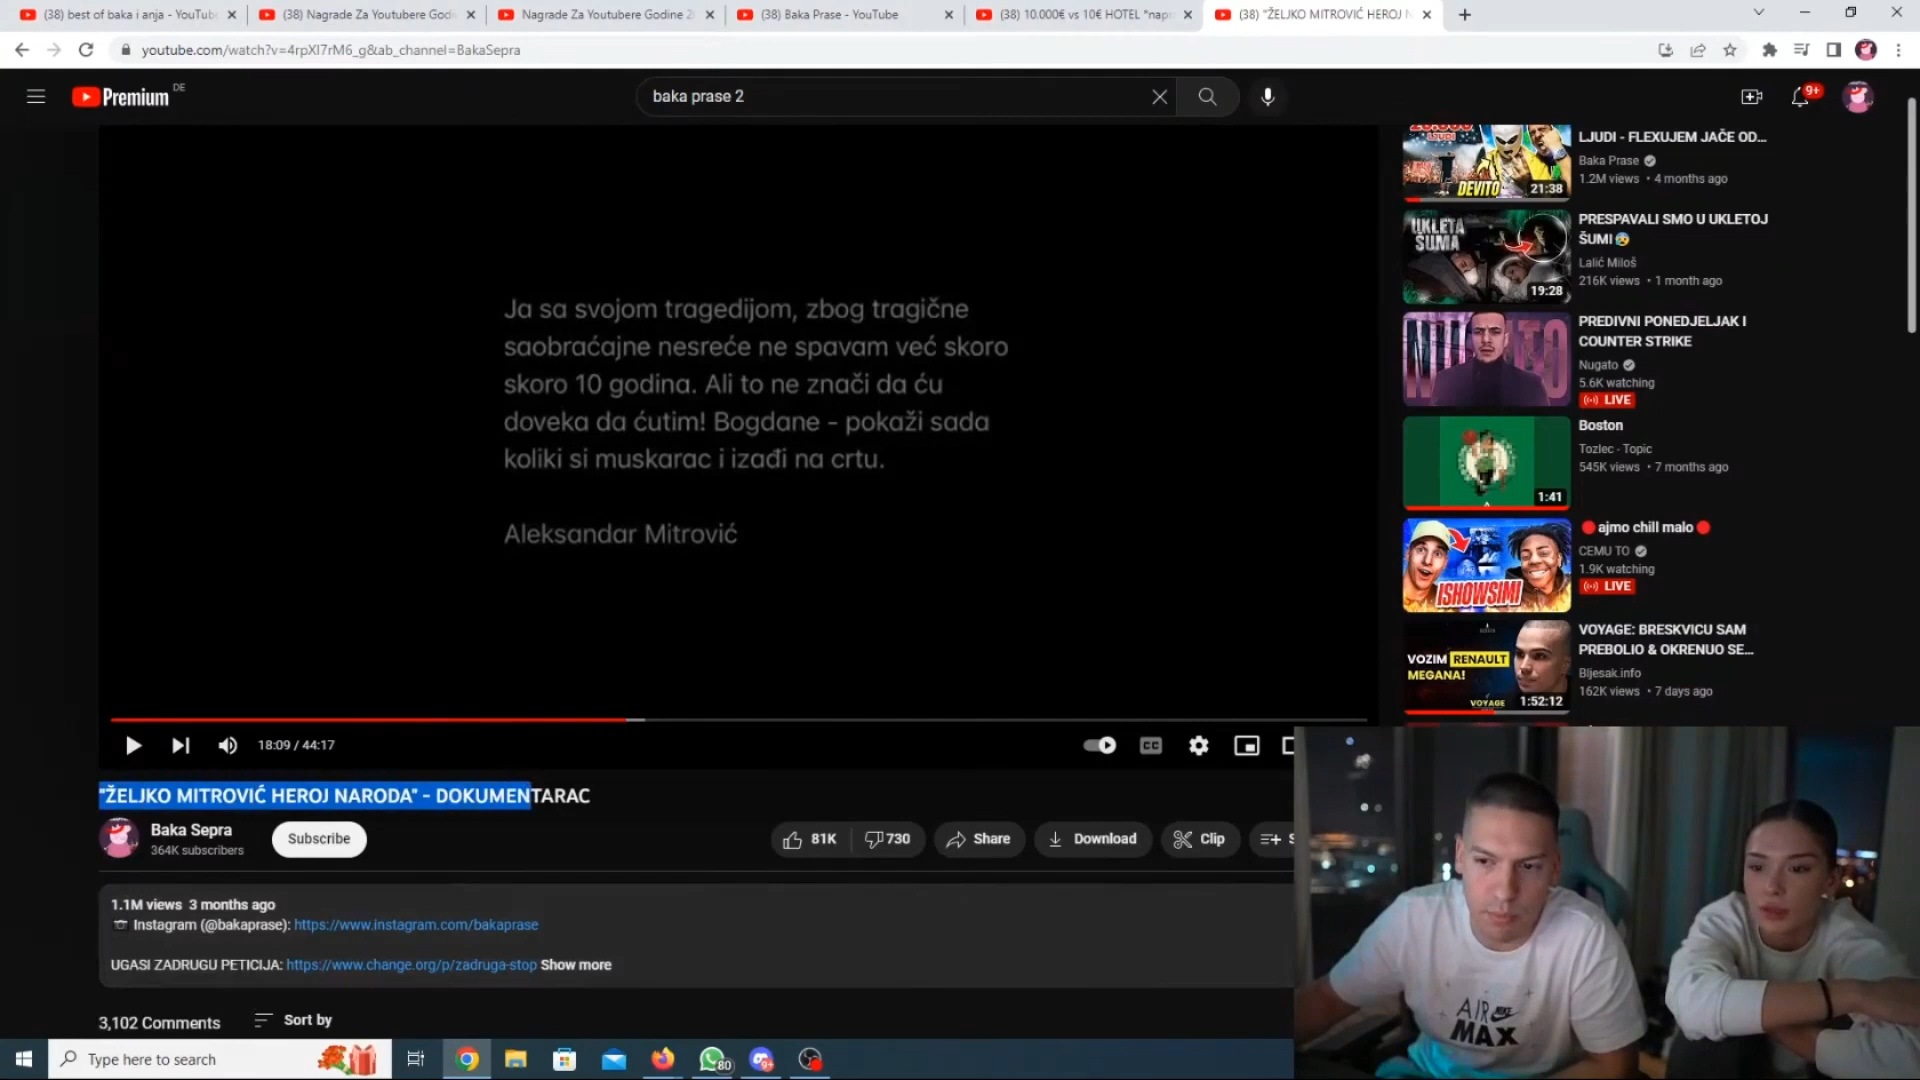 (38) best of baka i anja - YouTub
(38) Nagrade Za Youtubere Godi
Nagrade Za Youtubere Godine 2
(38) Baka Prase - YouTube
(38) 10.000€ vs 10€ HOTEL *napr
(38) "ŽELJKO MITROVIĆ HEROJ N
youtube.com/watch?v=4rpXI7rM6_g&ab_channel=BakaSepra
Premium DE
baka prase 2
9+
Ja sa svojom tragedijom, zbog tragične
saobraćajne nesreće ne spavam već skoro
skoro 10 godina. Ali to ne znači da ću
doveka da ćutim! Bogdane - pokaži sada
koliki si muskarac i izađi na crtu.
Aleksandar Mitrović
18:09 / 44:17
CC
"ŽELJKO MITROVIĆ HEROJ NARODA" - DOKUMENTARAC
Baka Sepra
364K subscribers
Subscribe
81K
730
Share
Download
Clip
S
1.1M views 3 months ago
Instagram (@bakaprase): https://www.instagram.com/bakaprase
UGASI ZADRUGU PETICIJA: https://www.change.org/p/zadruga-stop Show more
3,102 Comments
Sort by
20.000
LJUDI
DEVITO
21:38
LJUDI - FLEXUJEM JAČE OD...
Baka Prase
1.2M views • 4 months ago
UKLETA
ŠUMA
19:28
PRESPAVALI SMO U UKLETOJ
ŠUMI
Lalić Miloš
216K views • 1 month ago
PREDIVNI PONEDJELJAK I
COUNTER STRIKE
Nugato
5.6K watching
LIVE
Boston
Tozlec - Topic
545K views • 7 months ago
1:41
ISHOWSIMI
ajmo chill malo
CEMU TO
1.9K watching
LIVE
VOZIM RENAULT
MEGANA!
VOYAGE
1:52:12
VOYAGE: BRESKVICU SAM
PREBOLIO & OKRENUO SE...
Bljesak.info
162K views • 7 days ago
AIR
MAX
Type here to search
80
9+